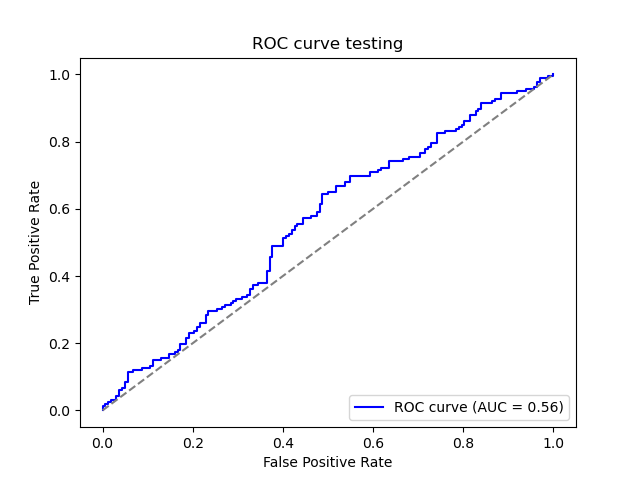 ROC curve testing
1.0
0.8
0.6
0.4
0.2
0.0
True Positive Rate
0.0 0.2 0.4 0.6 0.8 1.0
False Positive Rate
ROC curve (AUC = 0.56)